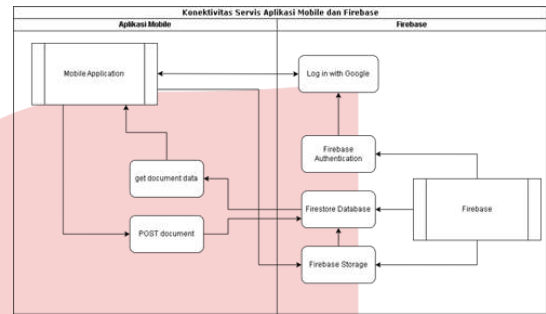 Konektivitas Servis Aplikasi Mobile dan Firebase
Aplikasi Mobile
Firebase
Mobile Application
Log in with Google
Firebase
Authentication
get document data
Firestore Database
Firebase
POST document
Firebase Storage